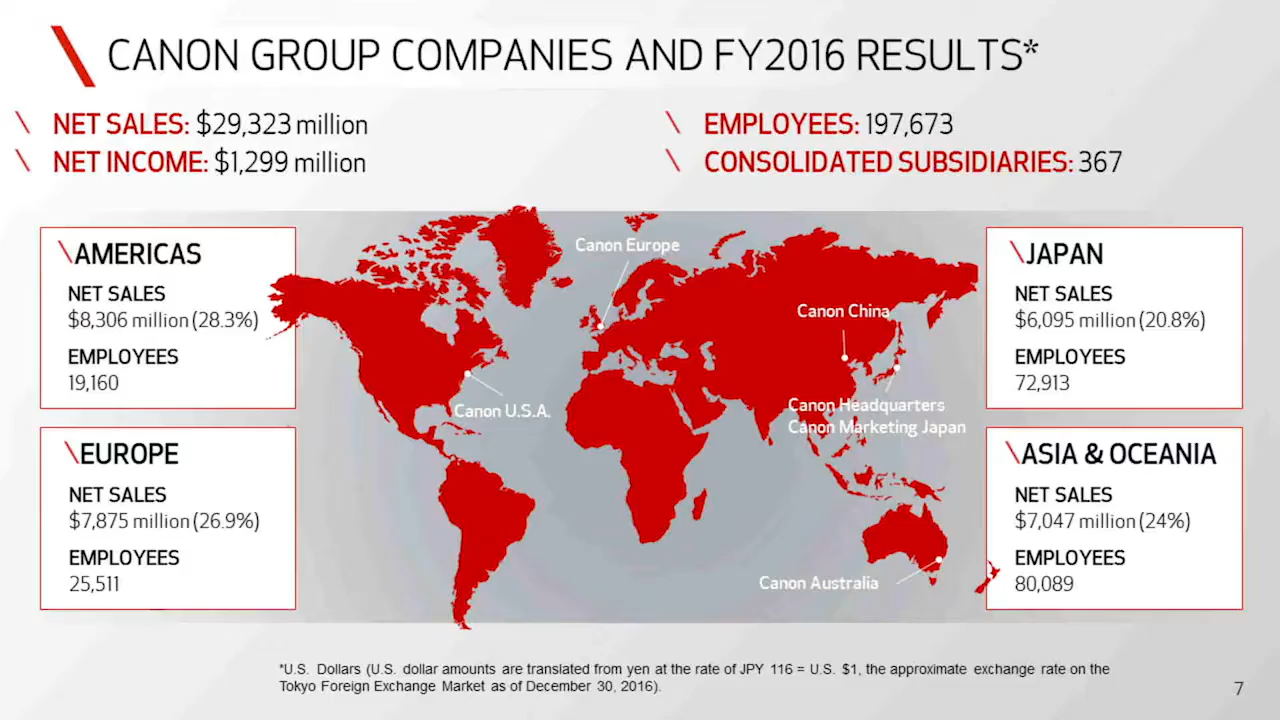 CANON GROUP COMPANIES AND FY2016 RESULTS*
NET SALES: $29,323 million
NET INCOME: $1,299 million
EMPLOYEES: 197,673
CONSOLIDATED SUBSIDIARIES: 367
AMERICAS
NET SALES
$8,306 million (28.3%)
EMPLOYEES
19,160
EUROPE
NET SALES
$7,875 million (26.9%)
EMPLOYEES
25,511
Canon Europe
Canon China
Canon U.S.A.
Canon Headquarters
Canon Marketing Japan
Canon Australia
JAPAN
NET SALES
$6,095 million (20.8%)
EMPLOYEES
72,913
ASIA & OCEANIA
NET SALES
$7,047 million (24%)
EMPLOYEES
80,089
*U.S. Dollars (U.S. dollar amounts are translated from yen at the rate of JPY 116 = U.S. $1, the approximate exchange rate on the
Tokyo Foreign Exchange Market as of December 30, 2016).
7